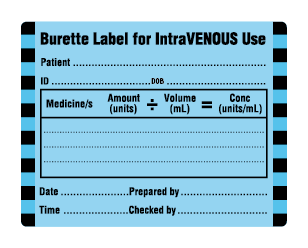 Burette Label for IntraVENOUS Use
Patient
ID DOB
Medicine/s Amount (units) ÷ Volume (mL) = Conc (units/mL)
Date Prepared by
Time Checked by